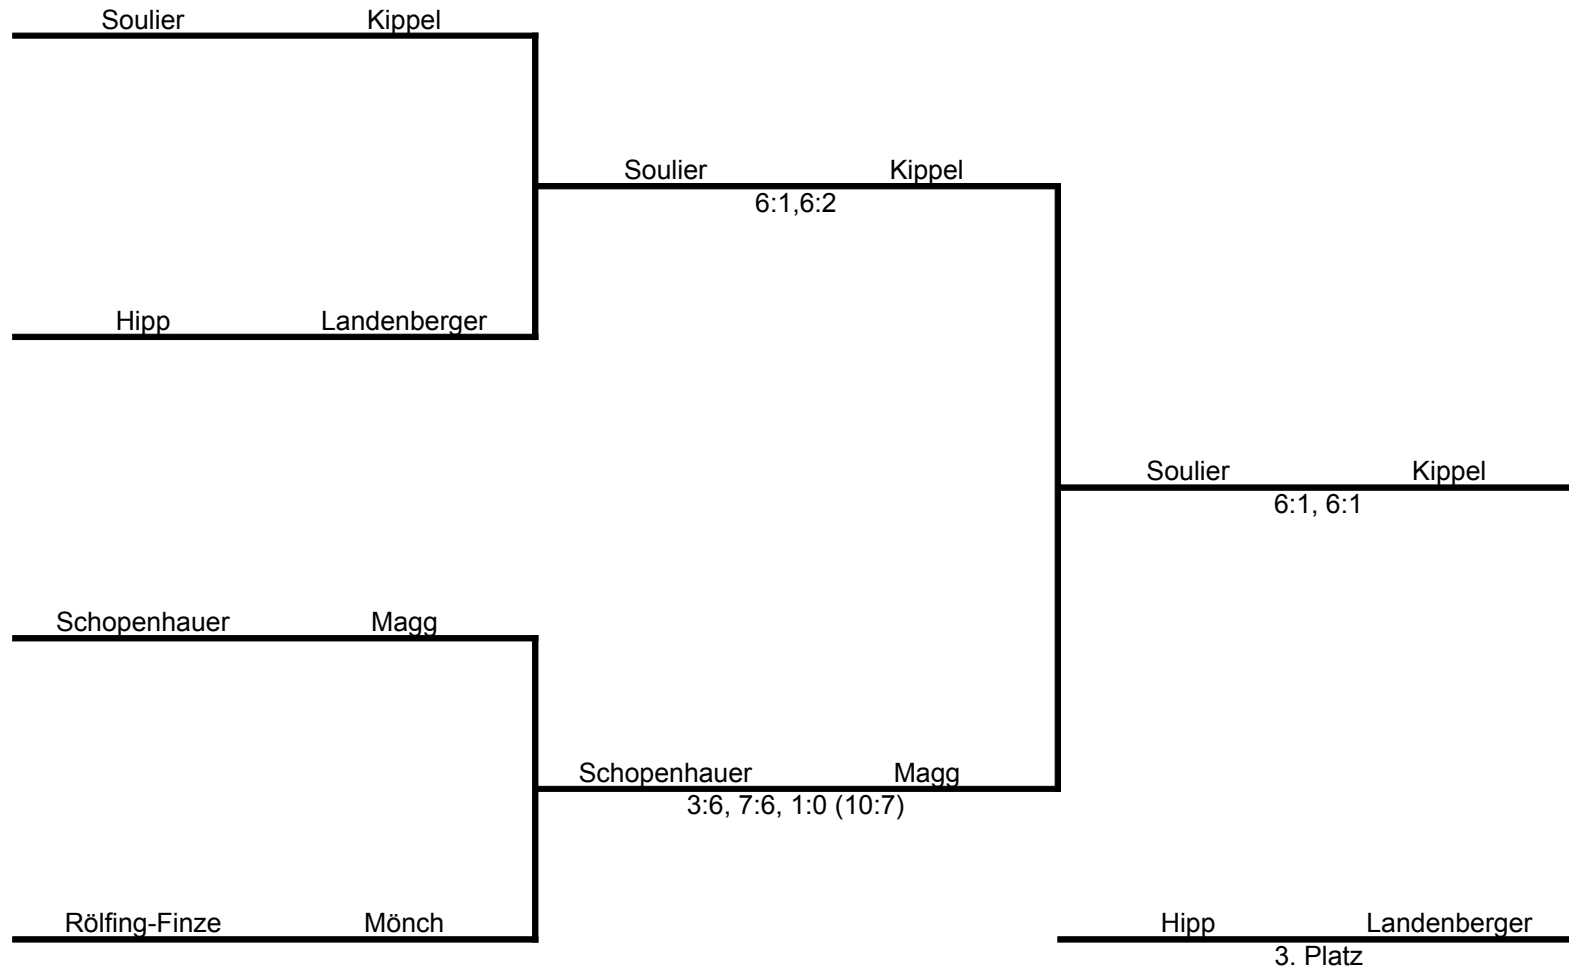 Soulier Kippel
Soulier Kippel
6:1,6:2
Hipp Landenberger
Soulier Kippel
6:1, 6:1
Schopenhauer Magg
Schopenhauer Magg
3:6, 7:6, 1:0 (10:7)
Rölfing-Finze Mönch
Hipp Landenberger
3. Platz